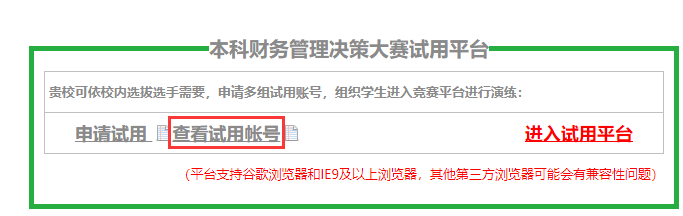 本科财务管理决策大赛试用平台
贵校可依校内选拔选手需要，申请多组试用账号，组织学生进入竞赛平台进行演练：
申请试用 查看试用帐号 进入试用平台
（平台支持谷歌浏览器和IE9及以上浏览器，其他第三方浏览器可能会有兼容性问题）